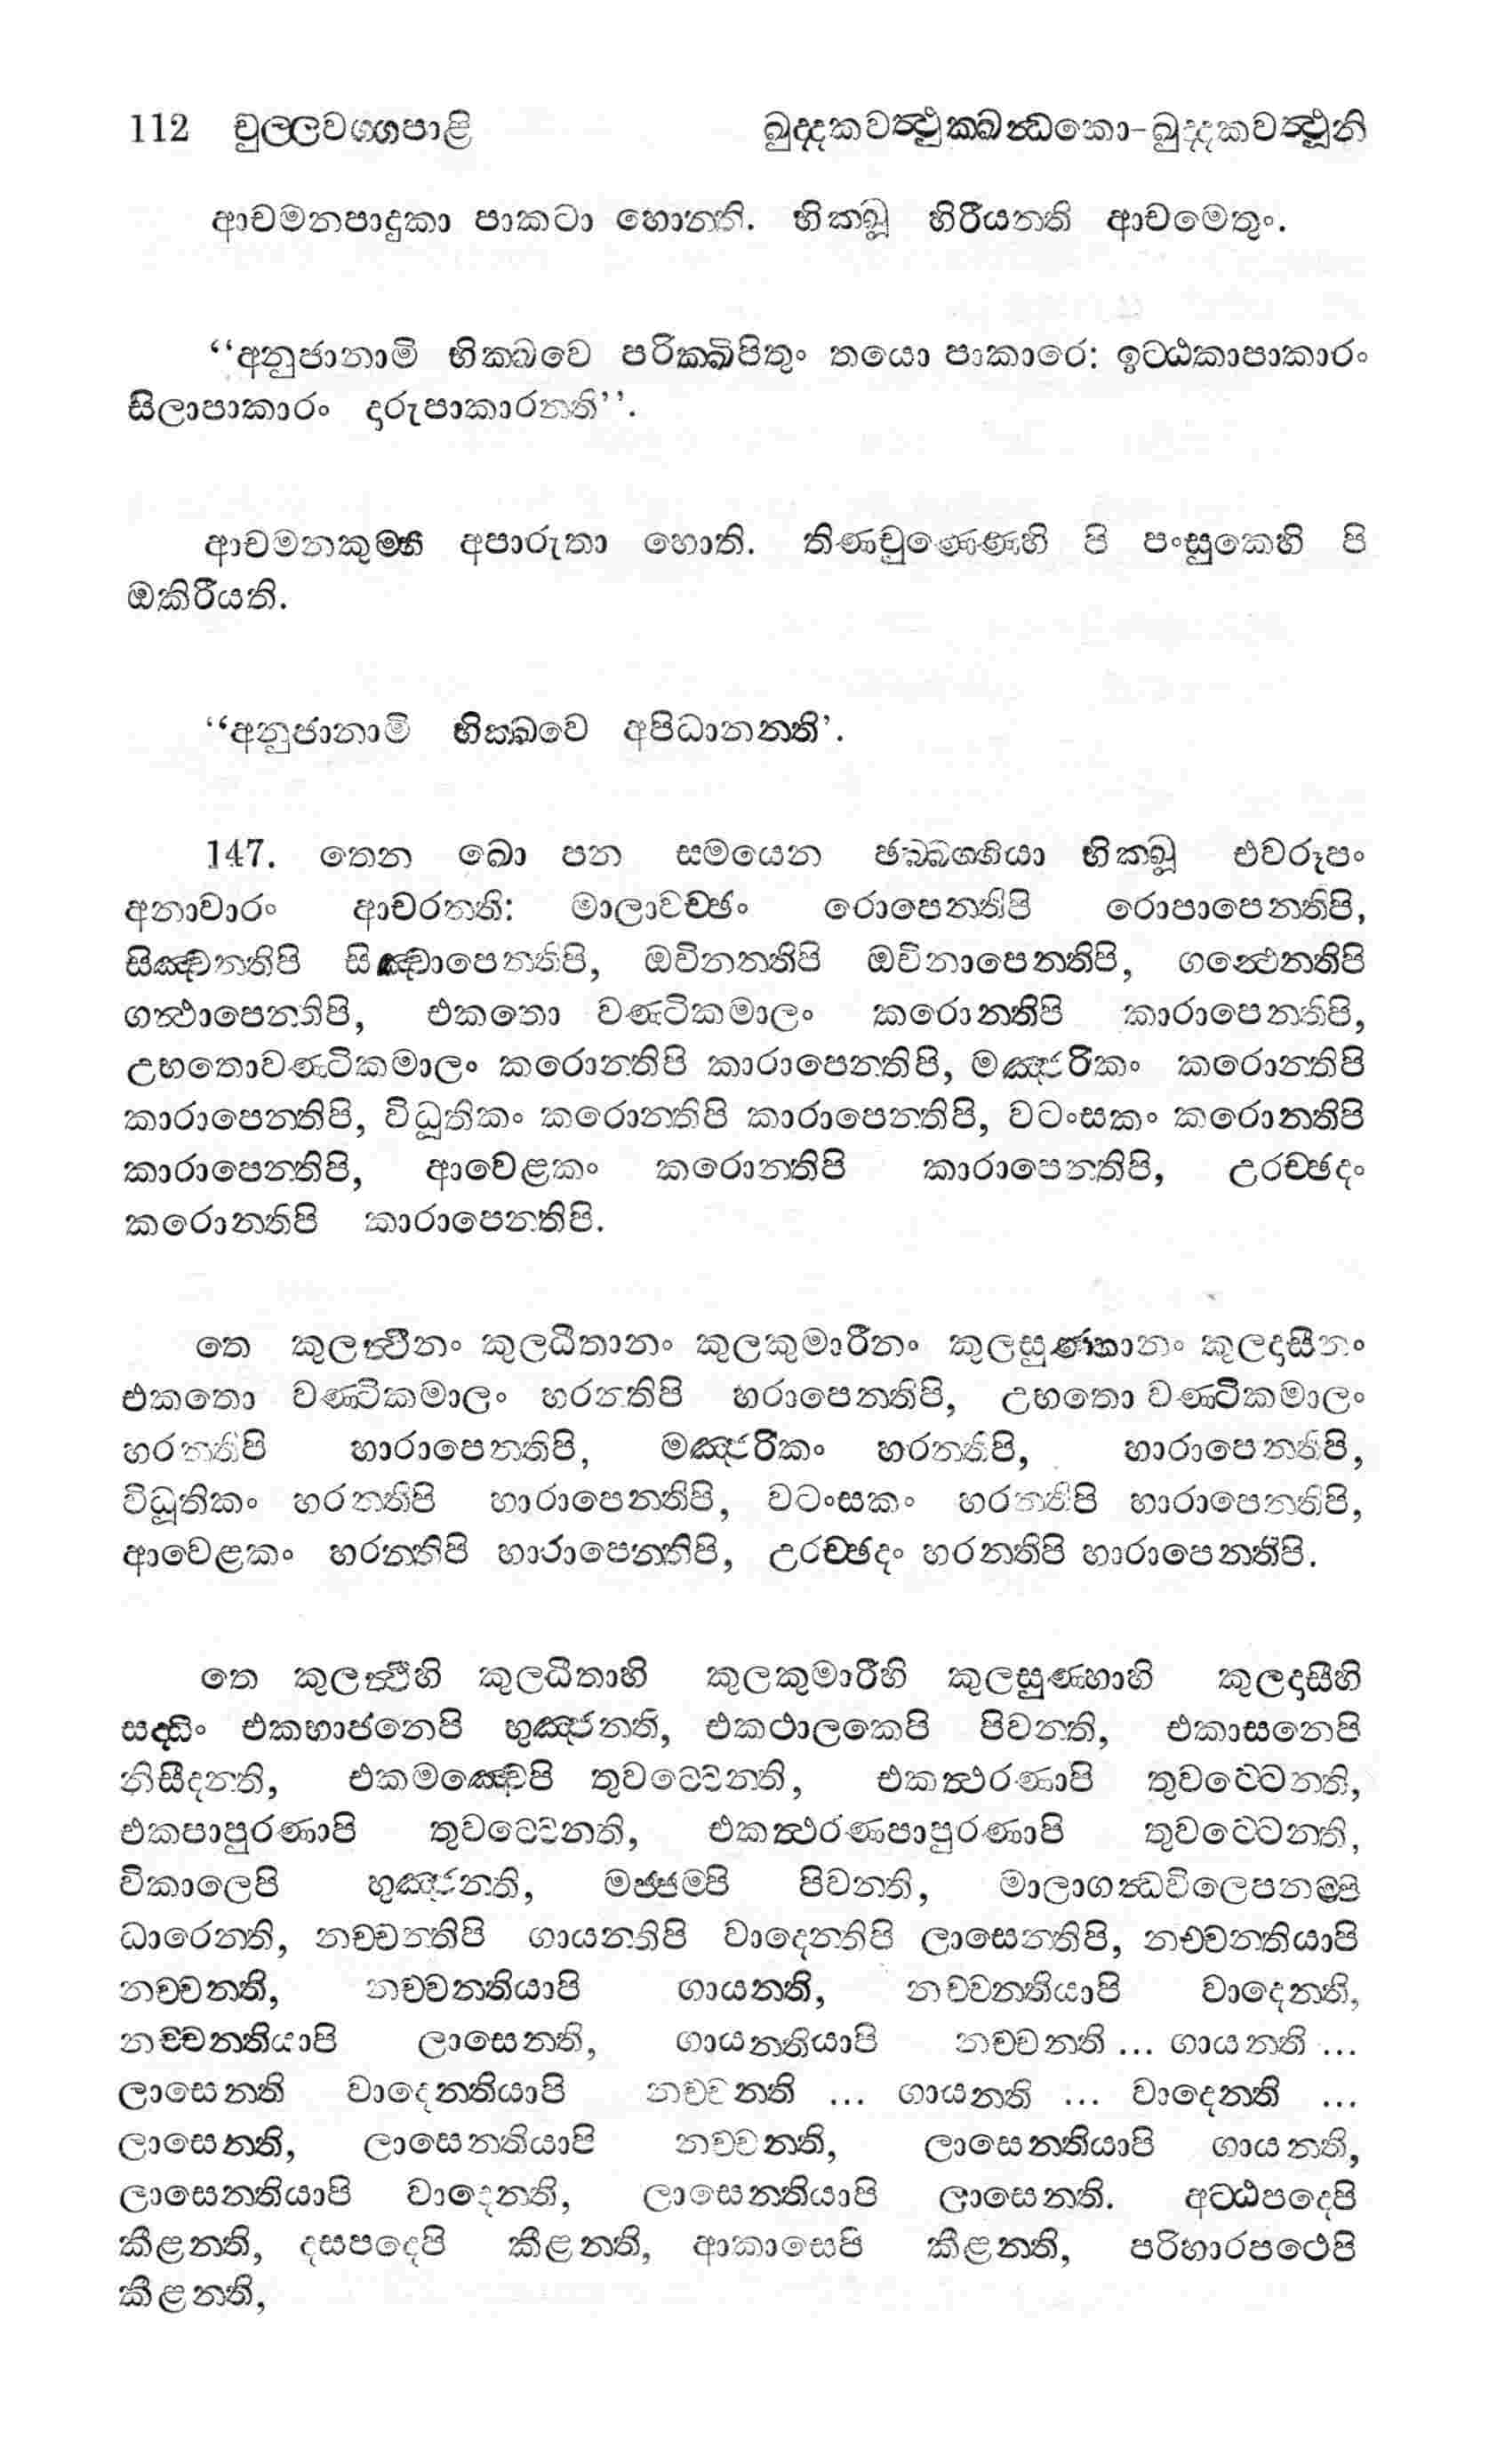 112 චුල්ලවග්ගපාළි ඛුද්දකවත්ථුක්ඛන්ධකො-ඛුද්දකවත්ථූනි
ආචමනපාදුකා පාකටා හොන්ති. භික්ඛූ හිරීයන්ති ආචමෙතුං.
‘‘අනුජානාමි භික්ඛවෙ පරික්ඛිපිතුං තයො පාකාරෙ: ඉට්ඨකාපාකාරං
සිලාපාකාරං දාරුපාකාරන්ති’’.
ආචමනකුම්භී අපාරුතා හොති. තිණචුණ්ණෙහි පි පංසුකෙහි පි
ඔකිරීයති.
‘‘අනුජානාමි භික්ඛවෙ අපිධානන්ති’.
147. තෙන ඛො පන සමයෙන ඡබ්බග්ගියා භික්ඛූ එවරූපං
අනාචාරං ආචරන්ති: මාලාවච්ඡං රොපෙන්තිපි රොපාපෙන්තිපි,
සිඤ්චන්තිපි සිඤ්චාපෙන්තිපි, ඔචිනන්තිපි ඔචිනාපෙන්තිපි, ගන්ථෙන්තිපි
ගන්ථාපෙන්තිපි, එකතො වණ්ටිකමාලං කරොන්තිපි කාරාපෙන්තිපි,
උභතොවණ්ටිකමාලං කරොන්තිපි කාරාපෙන්තිපි, මඤ්ජරිකං කරොන්තිපි
කාරාපෙන්තිපි, විධූතිකං කරොන්තිපි කාරාපෙන්තිපි, වටංසකං කරොන්තිපි
කාරාපෙන්තිපි, ආවෙළකං කරොන්තිපි කාරාපෙන්තිපි, උරච්ඡදං
කරොන්තිපි කාරාපෙන්තිපි.
තෙ කුලත්ථීනං කුලධීතානං කුලකුමාරීනං කුලසුණ්හානං කුලදාසීනං
එකතො වණ්ටිකමාලං හරන්තිපි හරාපෙන්තිපි, උභතො වණ්ටිකමාලං
හරන්තිපි හාරාපෙන්තිපි, මඤ්ජරිකං හරන්තිපි, හාරාපෙන්තිපි,
විධූතිකං හරන්තිපි හාරාපෙන්තිපි, වටංසකං හරන්තිපි හාරාපෙන්තිපි,
ආවෙළකං හරන්තිපි හාරාපෙන්තිපි, උරච්ඡදං හරන්තිපි හාරාපෙන්තිපි.
තෙ කුලත්ථීහි කුලධීතාහි කුලකුමාරීහි කුලසුණ්හාහි කුලදාසීහි
සද්ධිං එකභාජනෙපි භුඤ්ජන්ති, එකථාලකෙපි පිවන්ති, එකාසනෙපි
නිසීදන්ති, එකමඤ්චෙපි තුවට්ටෙන්ති, එකත්ථරණාපි තුවට්ටෙන්ති,
එකපාපුරණාපි තුවට්ටෙන්ති, එකත්ථරණපාපුරණාපි තුවට්ටෙන්ති,
විකාලෙපි භුඤ්ජන්ති, මජ්ජම්පි පිවන්ති, මාලාගන්ධවිලෙපනම්පි
ධාරෙන්ති, නච්චන්තිපි ගායන්තිපි වාදෙන්තිපි ලාසෙන්තිපි, නච්චන්තියාපි
නච්චන්ති, නච්චන්තියාපි ගායන්ති, නච්චන්තියාපි වාදෙන්ති,
නච්චන්තියාපි ලාසෙන්ති, ගායන්තියාපි නච්චන්ති ... ගායන්ති ...
ලාසෙන්ති වාදෙන්තියාපි නච්චන්ති ... ගායන්ති ... වාදෙන්ති ...
ලාසෙන්ති, ලාසෙන්තියාපි නච්චන්ති, ලාසෙන්තියාපි ගායන්ති,
ලාසෙන්තියාපි වාදෙන්ති, ලාසෙන්තියාපි ලාසෙන්ති. අට්ඨපදෙපි
කීළන්ති, දසපදෙපි කීළන්ති, ආකාසෙපි කීළන්ති, පරිහාරපථෙපි
කීළන්ති,